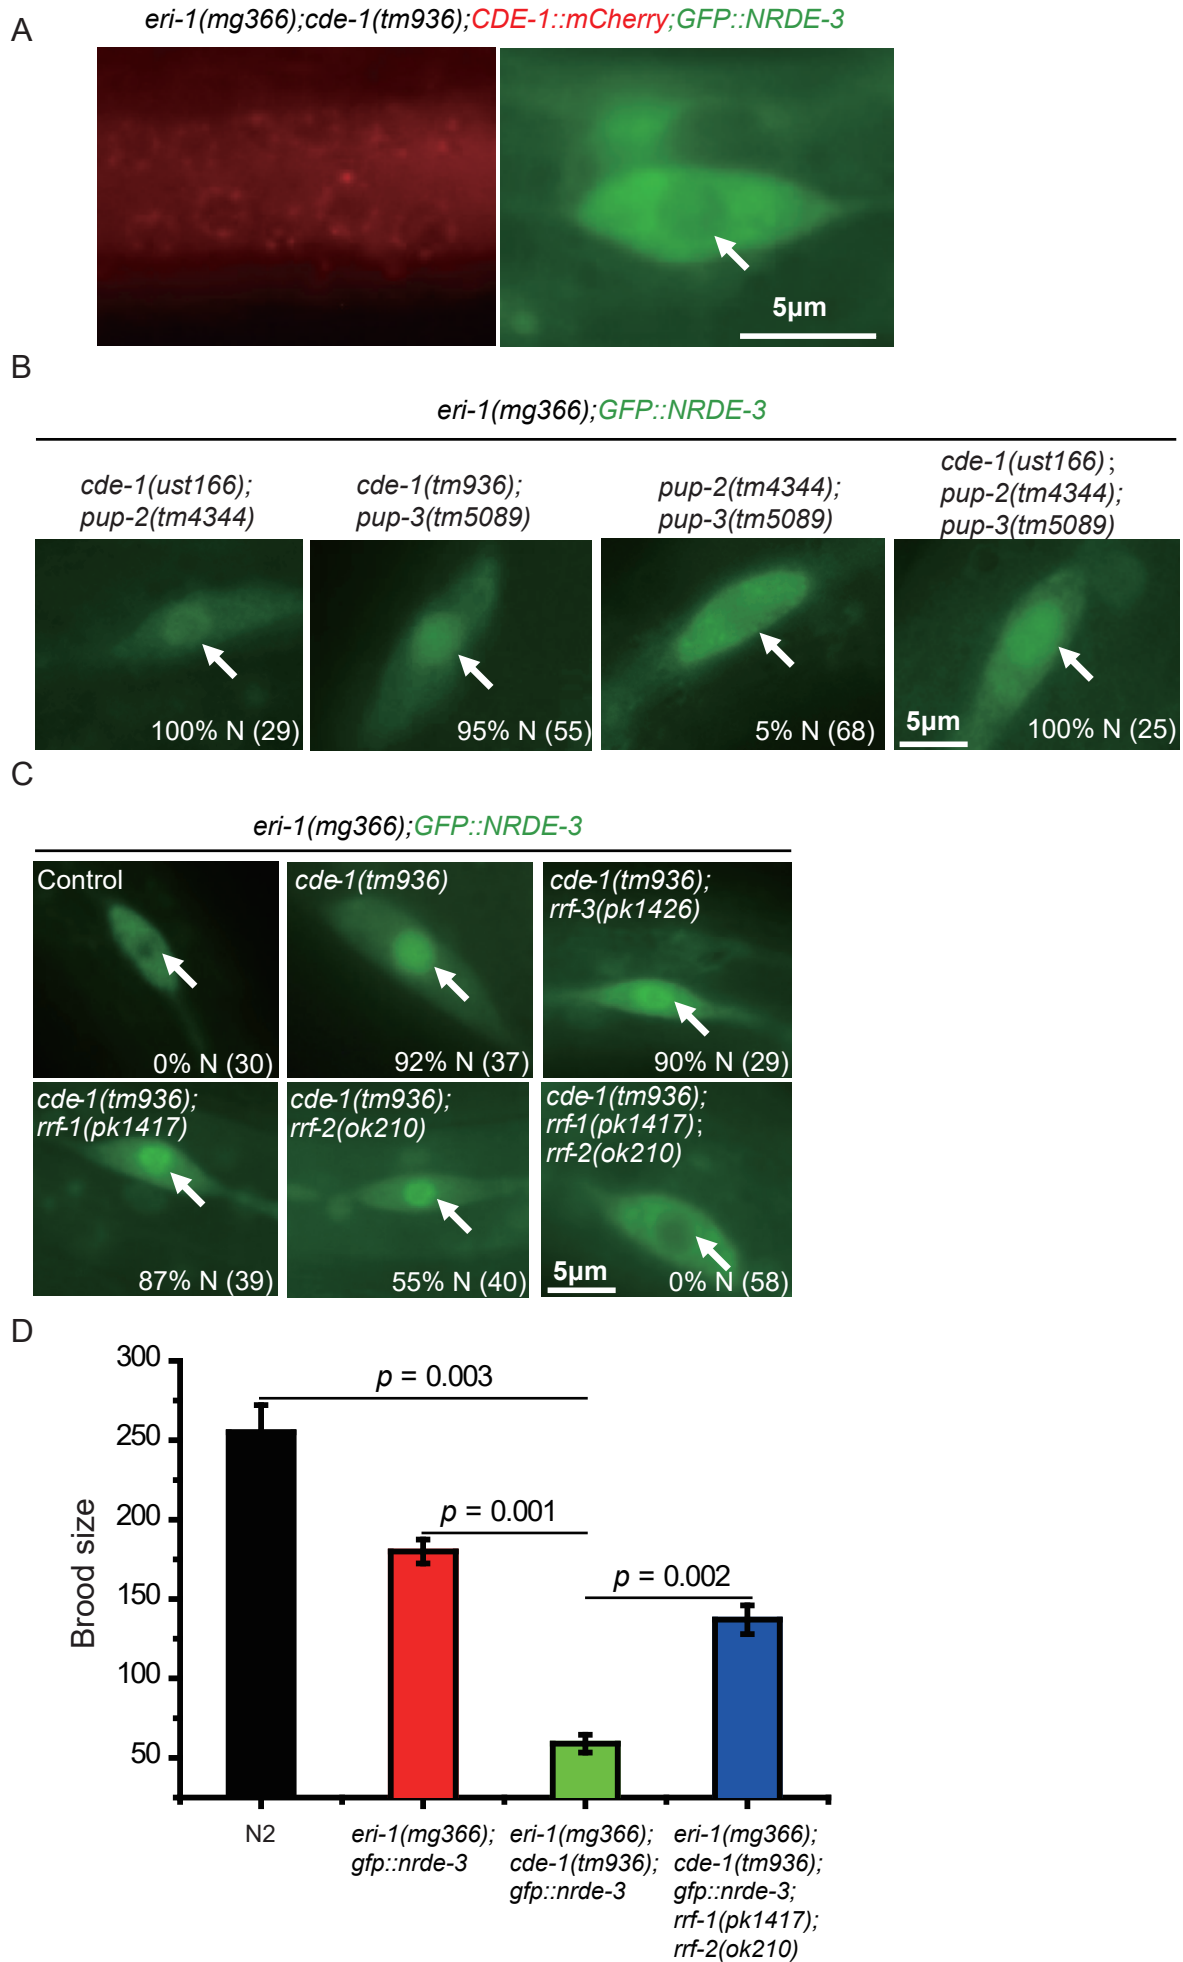 A
eri-1(mg366);cde-1(tm936);CDE-1::mCherry;GFP::NRDE-3
5µm
B
eri-1(mg366);GFP::NRDE-3
cde-1(ust166);
pup-2(tm4344)
cde-1(tm936);
pup-3(tm5089)
pup-2(tm4344);
pup-3(tm5089)
cde-1(ust166);
pup-2(tm4344);
pup-3(tm5089)
100% N (29)
95% N (55)
5% N (68)
5µm
100% N (25)
C
eri-1(mg366);GFP::NRDE-3
Control
0% N (30)
cde-1(tm936)
92% N (37)
cde-1(tm936);
rrf-3(pk1426)
90% N (29)
cde-1(tm936);
rrf-1(pk1417)
87% N (39)
cde-1(tm936);
rrf-2(ok210)
55% N (40)
cde-1(tm936);
rrf-1(pk1417);
rrf-2(ok210)
5µm
0% N (58)
D
300
250
200
150
100
50
Brood size
p = 0.003
p = 0.001
p = 0.002
N2
eri-1(mg366);
gfp::nrde-3
eri-1(mg366);
cde-1(tm936);
gfp::nrde-3
eri-1(mg366);
cde-1(tm936);
gfp::nrde-3;
rrf-1(pk1417);
rrf-2(ok210)